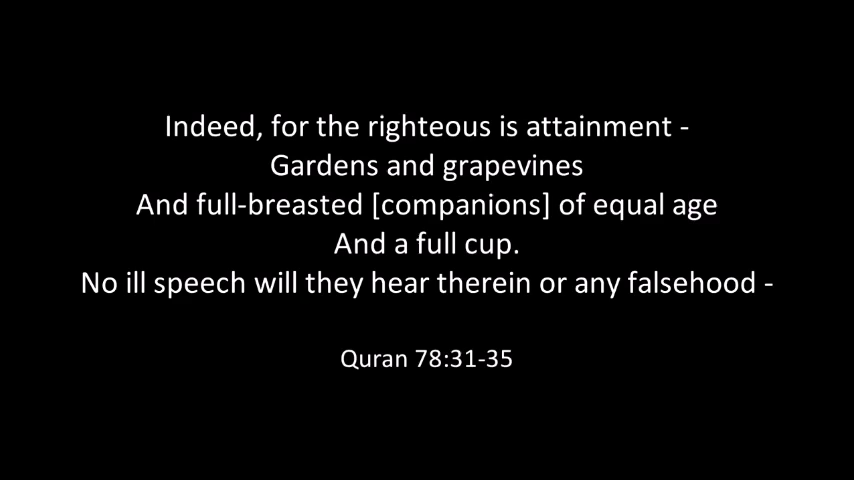 Indeed, for the righteous is attainment -
Gardens and grapevines
And full-breasted [companions] of equal age
And a full cup.
No ill speech will they hear therein or any falsehood -
Quran 78:31-35